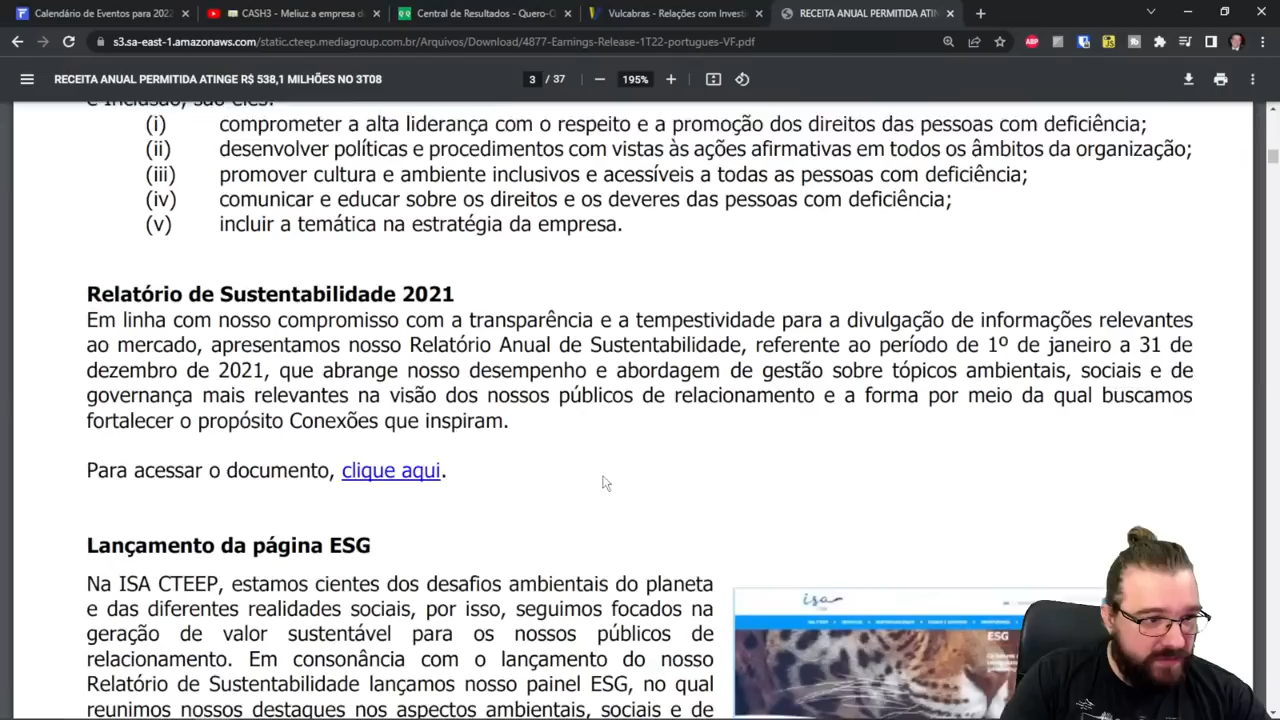 Calendário de Eventos para 2022
CASH3 - Meliuz a empresa d
Central de Resultados - Quero-Q
Vulcabras - Relações com Investi
RECEITA ANUAL PERMITIDA ATIN
s3.sa-east-1.amazonaws.com/static.cteep.mediagroup.com.br/Arquivos/Download/4877-Earnings-Release-1T22-portugues-VF.pdf
RECEITA ANUAL PERMITIDA ATINGE R$ 538,1 MILHÕES NO 3T08
3 / 37
195%
e Inclusão, são eles:
(i) comprometer a alta liderança com o respeito e a promoção dos direitos das pessoas com deficiência;
(ii) desenvolver políticas e procedimentos com vistas às ações afirmativas em todos os âmbitos da organização;
(iii) promover cultura e ambiente inclusivos e acessíveis a todas as pessoas com deficiência;
(iv) comunicar e educar sobre os direitos e os deveres das pessoas com deficiência;
(v) incluir a temática na estratégia da empresa.
Relatório de Sustentabilidade 2021
Em linha com nosso compromisso com a transparência e a tempestividade para a divulgação de informações relevantes
ao mercado, apresentamos nosso Relatório Anual de Sustentabilidade, referente ao período de 1º de janeiro a 31 de
dezembro de 2021, que abrange nosso desempenho e abordagem de gestão sobre tópicos ambientais, sociais e de
governança mais relevantes na visão dos nossos públicos de relacionamento e a forma por meio da qual buscamos
fortalecer o propósito Conexões que inspiram.
Para acessar o documento, clique aqui.
Lançamento da página ESG
Na ISA CTEEP, estamos cientes dos desafios ambientais do planeta
e das diferentes realidades sociais, por isso, seguimos focados na
geração de valor sustentável para os nossos públicos de
relacionamento. Em consonância com o lançamento do nosso
Relatório de Sustentabilidade lançamos nosso painel ESG, no qual
reunimos nossos destaques nos aspectos ambientais, sociais e de
isa
ESG